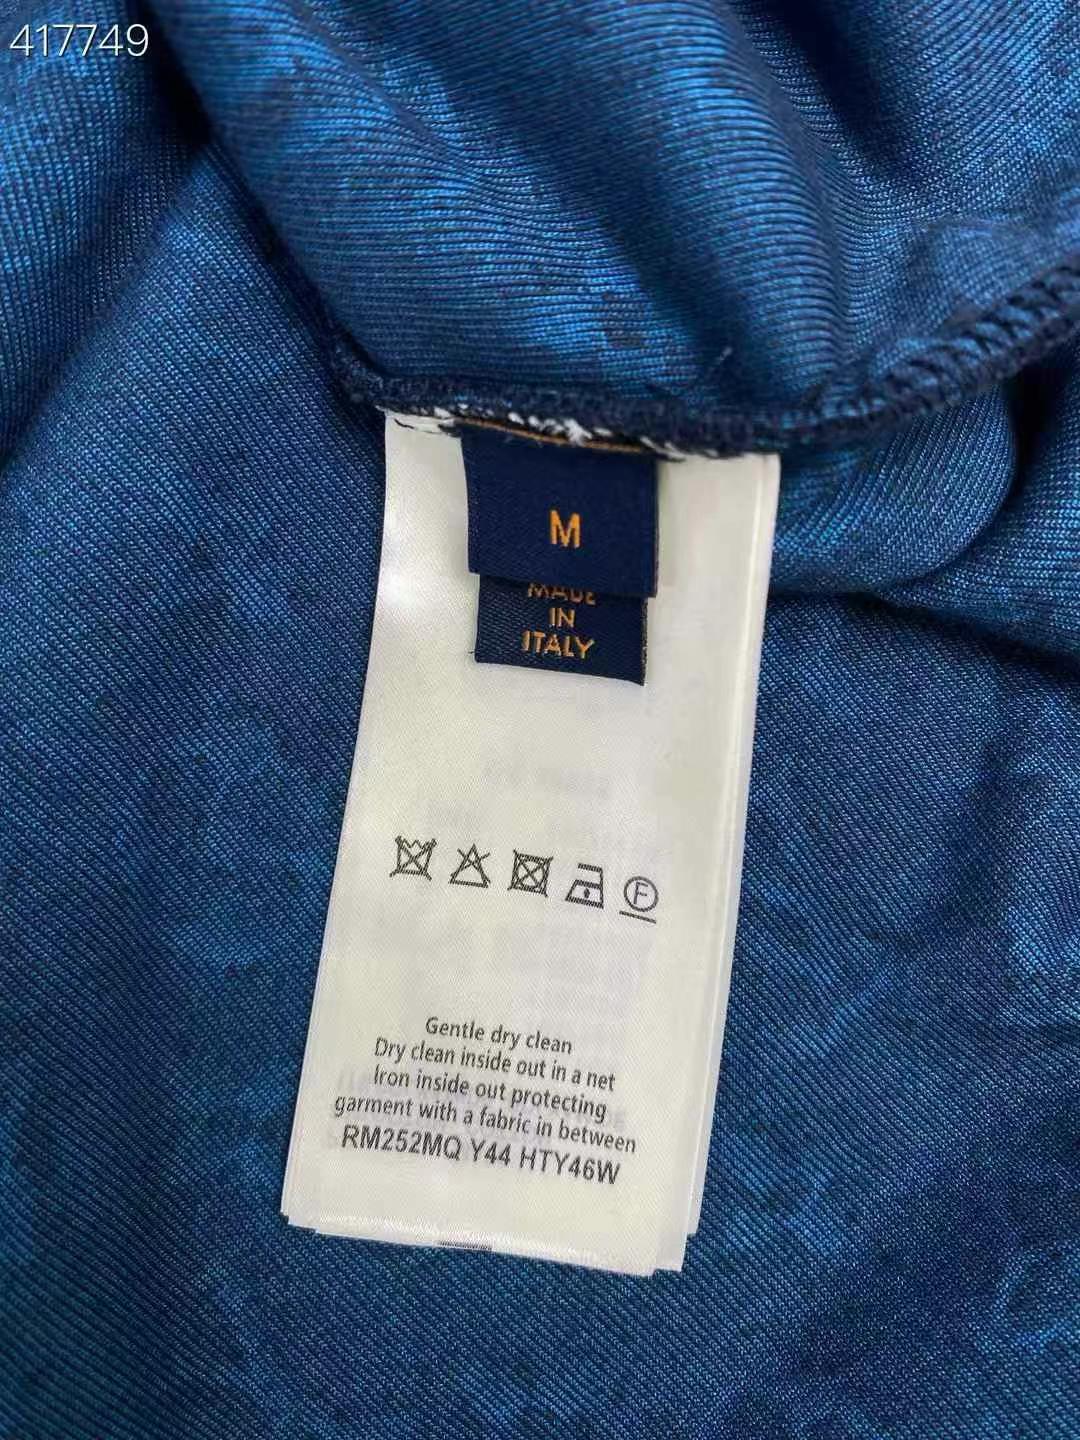 417749
M
MADE
IN
ITALY
F
Gentle dry clean
Dry clean inside out in a net
Iron inside out protecting
garment with a fabric in between
RM252MQ Y44 HTY46W